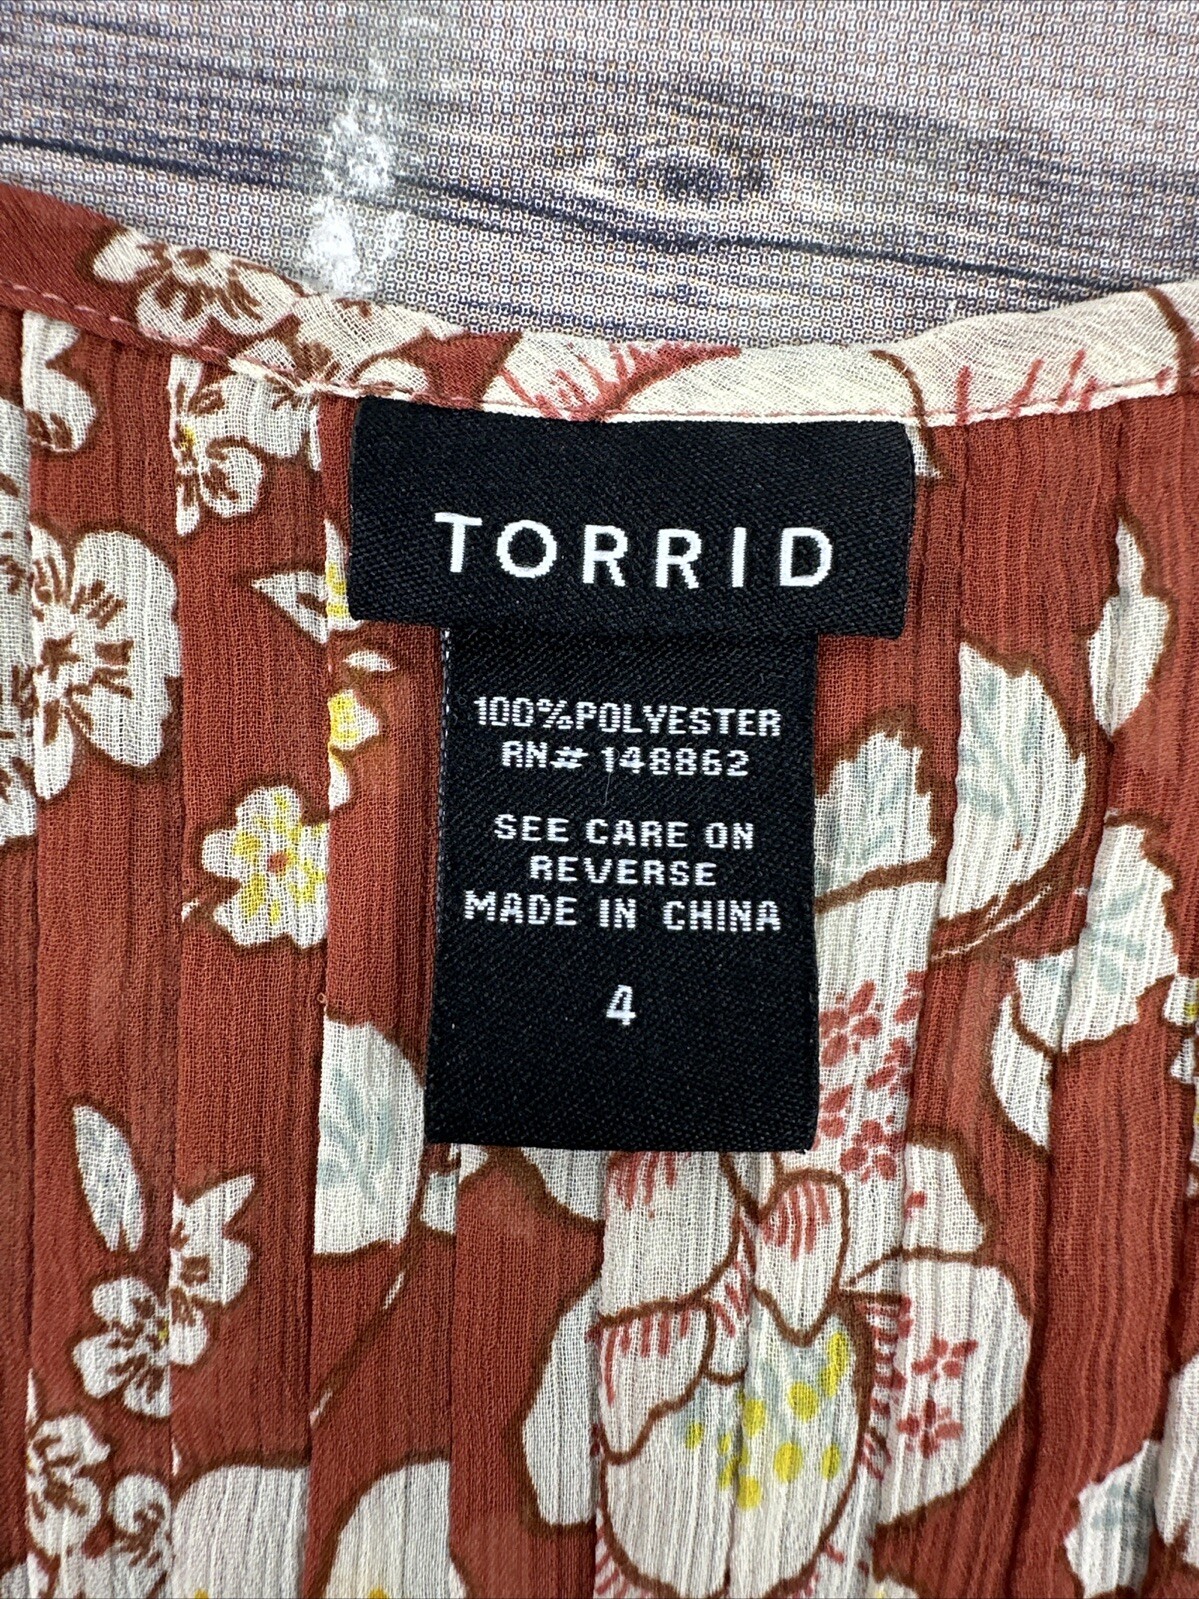 TORRID
100%POLYESTER
RN# 148862
SEE CARE ON
REVERSE
MADE IN CHINA
4